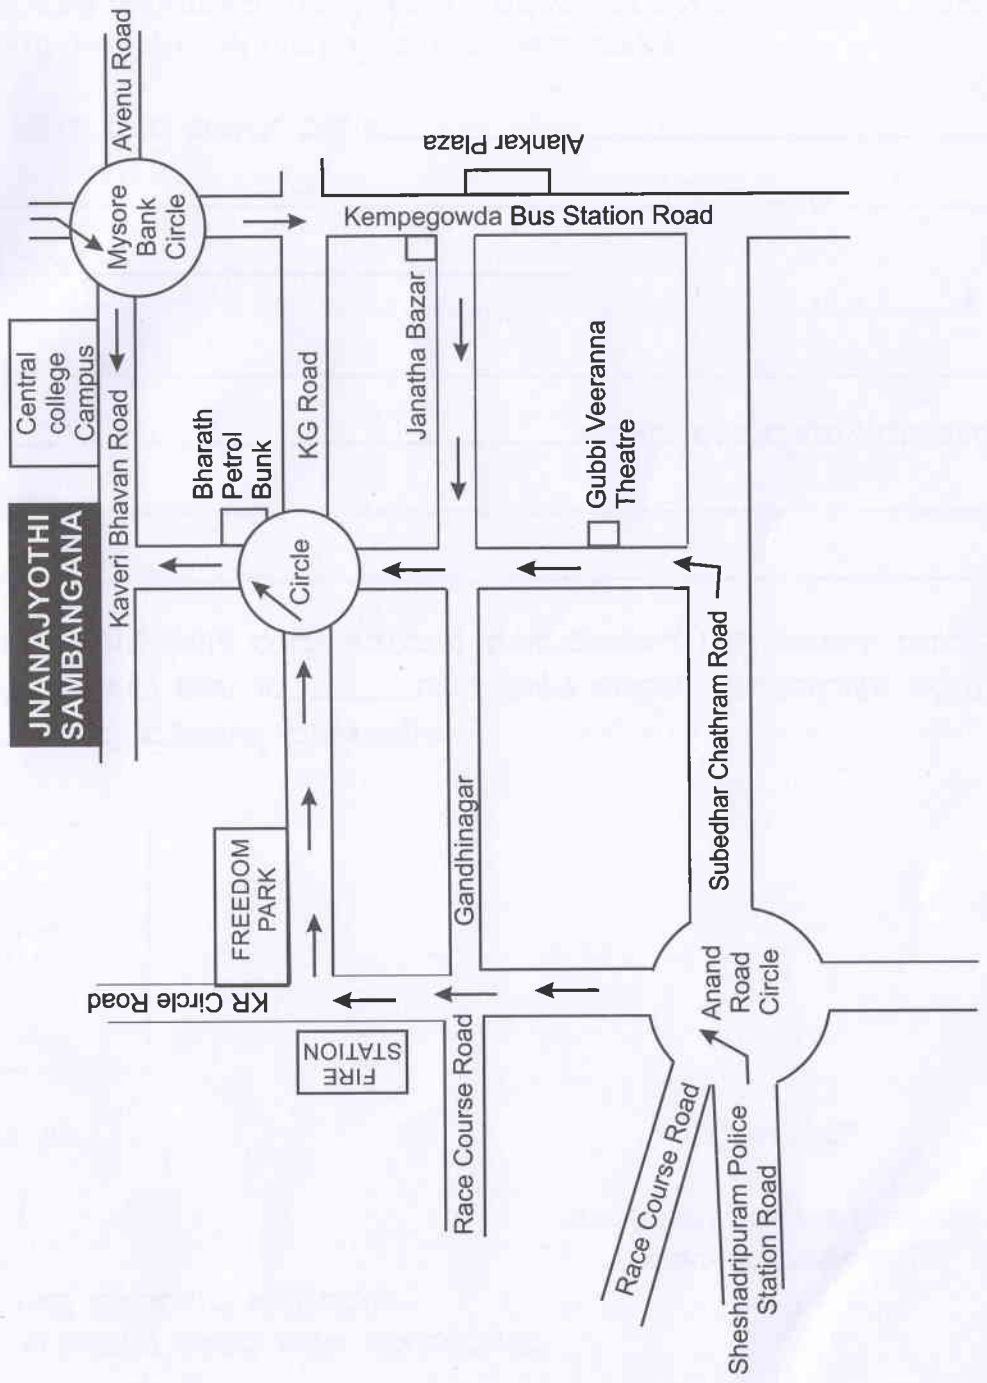 Avenu Road
Mysore
Bank
Circle
Central
college
Campus
Kaveri Bhavan Road
JNANAJYOTHI
SAMBANGANA
Alankar Plaza
Kempegowda Bus Station Road
KG Road
Janatha Bazar
Bharath
Petrol
Bunk
Gubbi Veeranna
Theatre
Circle
FREEDOM
PARK
Gandhinagar
Subedhar Chathram Road
KR Circle Road
FIRE
STATION
Race Course Road
Anand
Road
Circle
Race Course Road
Sheshadripuram Police
Station Road